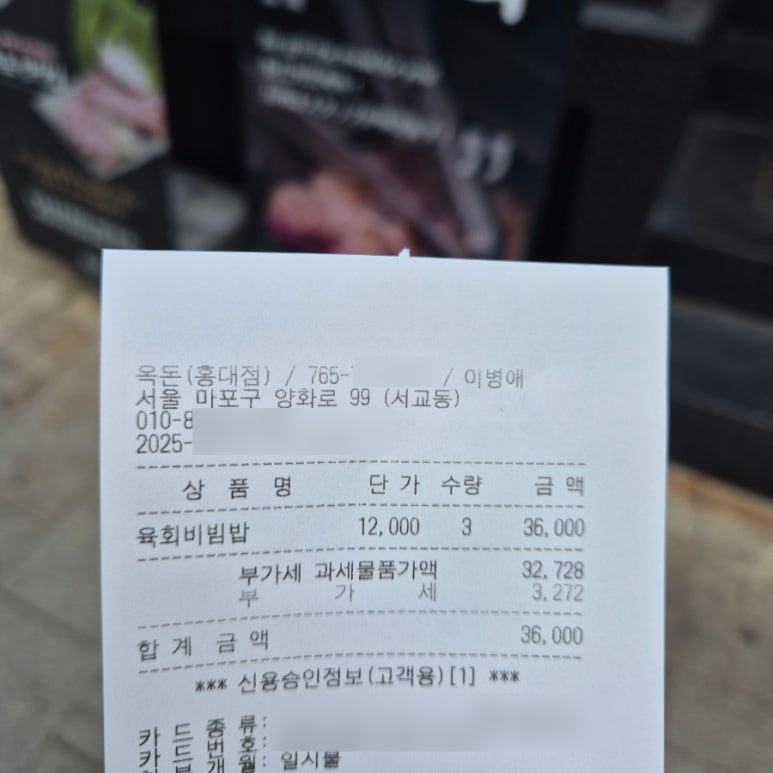 옥돈(홍대점) / 765- / 이병애
서울 마포구 양화로 99 (서교동)
010-8
2025-
상 품 명 단 가 수량 금 액
육회비빔밥 12,000 3 36,000
부가세 과세물품가액 32,728
부 가 세 3,272
합 계 금 액 36,000
*** 신용승인정보(고객용)[1] ***
카 드 종 류:
카 드 번 호:
할 부 개 월: 일시불